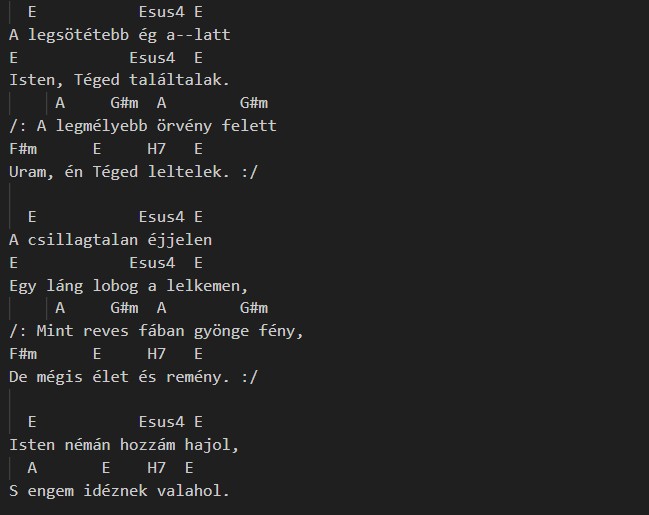 E           Esus4 E
A legsötétebb ég a--latt
E            Esus4  E
Isten, Téged találtalak.
     A     G#m  A        G#m
/: A legmélyebb örvény felett
F#m      E     H7   E
Uram, én Téged leltelek. :/

  E           Esus4 E
A csillagtalan éjjelen
E            Esus4  E
Egy láng lobog a lelkemen,
     A     G#m  A        G#m
/: Mint reves fában gyönge fény,
F#m      E     H7   E
De mégis élet és remény. :/

  E           Esus4 E
Isten némán hozzám hajol,
  A       E    H7  E
S engem idéznek valahol.